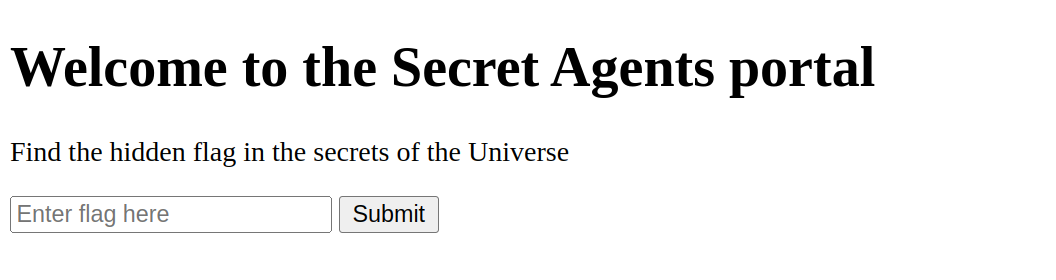 Welcome to the Secret Agents portal
Find the hidden flag in the secrets of the Universe
Enter flag here Submit